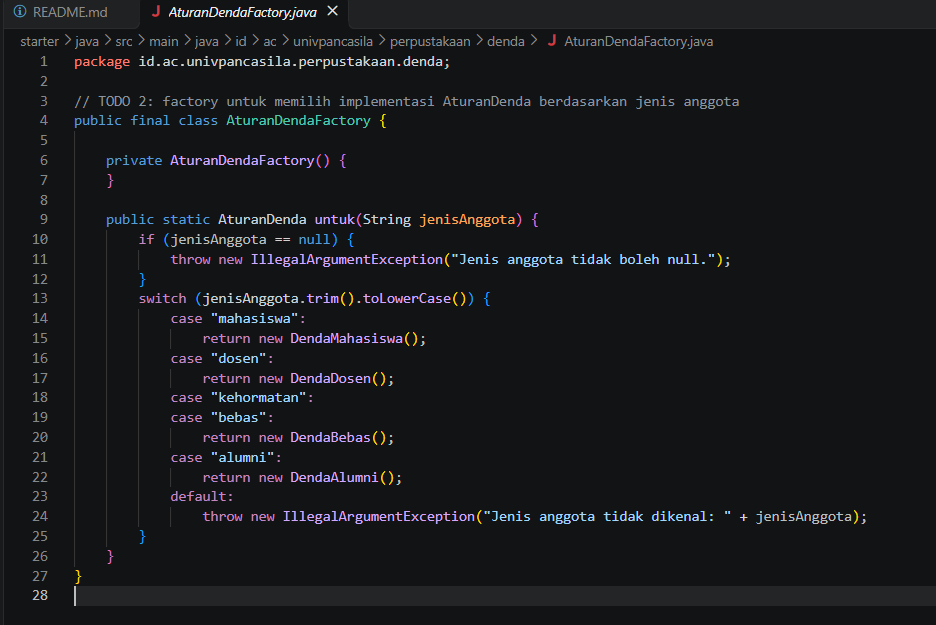 README.md
AturanDendaFactory.java
starter > java > src > main > java > id > ac > univpancasila > perpustakaan > denda > AturanDendaFactory.java
1 package id.ac.univpancasila.perpustakaan.denda;
2
3 // TODO 2: factory untuk memilih implementasi AturanDenda berdasarkan jenis anggota
4 public final class AturanDendaFactory {
5
6     private AturanDendaFactory() {
7     }
8
9     public static AturanDenda untuk(String jenisAnggota) {
10         if (jenisAnggota == null) {
11             throw new IllegalArgumentException("Jenis anggota tidak boleh null.");
12         }
13         switch (jenisAnggota.trim().toLowerCase()) {
14             case "mahasiswa":
15                 return new DendaMahasiswa();
16             case "dosen":
17                 return new DendaDosen();
18             case "kehormatan":
19             case "bebas":
20                 return new DendaBebas();
21             case "alumni":
22                 return new DendaAlumni();
23             default:
24                 throw new IllegalArgumentException("Jenis anggota tidak dikenal: " + jenisAnggota);
25         }
26     }
27 }
28